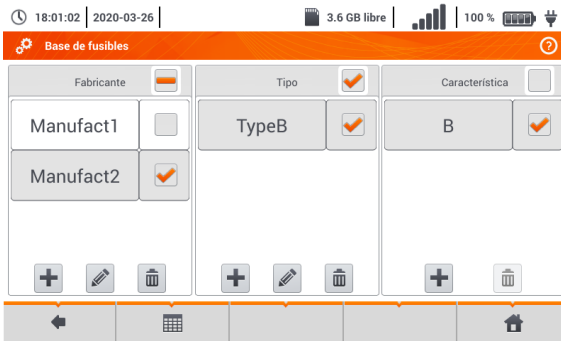 18:01:02 2020-03-26 3.6 GB libre 100 %
Base de fusibles
Fabricante Tipo Característica
Manufact1 TypeB B
Manufact2